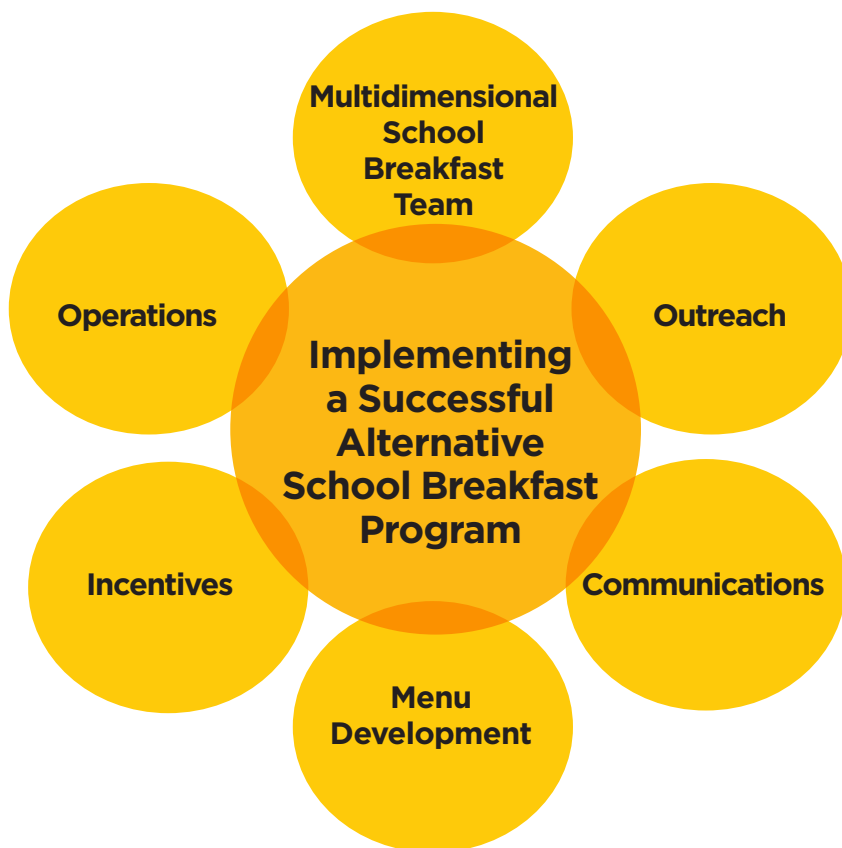 Multidimensional
School
Breakfast
Team
Operations
Outreach
Implementing
a Successful
Alternative
School Breakfast
Program
Incentives
Communications
Menu
Development